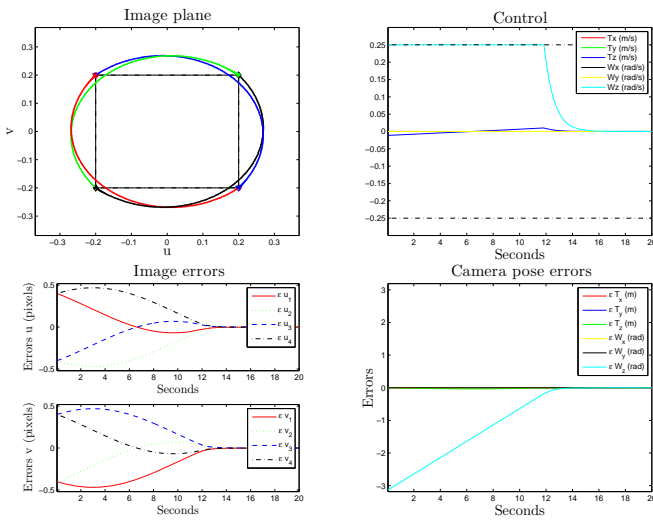 Image plane
0.3
0.2
0.1
0
−0.1
−0.2
−0.3
v
−0.3 −0.2 −0.1 0 0.1 0.2 0.3
u
Control
0.25
0.2
0.15
0.1
0.05
0
−0.05
−0.1
−0.15
−0.2
−0.25
Tx (m/s)
Ty (m/s)
Tz (m/s)
Wx (rad/s)
Wy (rad/s)
Wz (rad/s)
2 4 6 8 10 12 14 16 18 20
Seconds
Image errors
Errors u (pixels)
0.5
0
−0.5
ε u1
ε u2
ε u3
ε u4
2 4 6 8 10 12 14 16 18 20
Seconds
Errors v (pixels)
0.5
0
−0.5
ε v1
ε v2
ε v3
ε v4
2 4 6 8 10 12 14 16 18 20
Seconds
Camera pose errors
Errors
3
2
1
0
−1
−2
−3
ε Tx (m)
ε Ty (m)
ε Tz (m)
ε Wx (rad)
ε Wy (rad)
ε Wz (rad)
2 4 6 8 10 12 14 16 18 20
Seconds